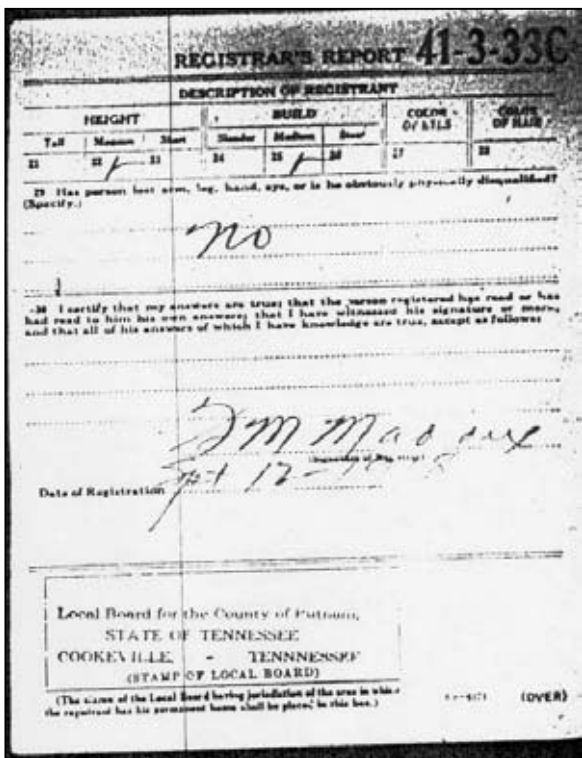 REGISTRAR'S REPORT 41-3-33C
DESCRIPTION OF REGISTRANT
HEIGHT BUILD COLOR OF EYES COLOR OF HAIR
Tall Medium Short Slender Medium Stout
21 22 23 24 25 26 27 28
29 Has person lost arm, leg, hand, eye, or is he obviously physically disqualified?
(Specify.)
no
30 I certify that my answers are true; that the person registered has read or has
had read to him his own answers; that I have witnessed his signature or mark,
and that all of his answers of which I have knowledge are true, except as follows:
(Signature of Registrar)
Date of Registration
Local Board for the County of Putnam,
STATE OF TENNESSEE
COOKEVILLE, - TENNNESSEE
(STAMP OF LOCAL BOARD)
(The stamp of the Local Board having jurisdiction of the area in which
the registrant has his permanent home shall be placed in this box.)
(OVER)